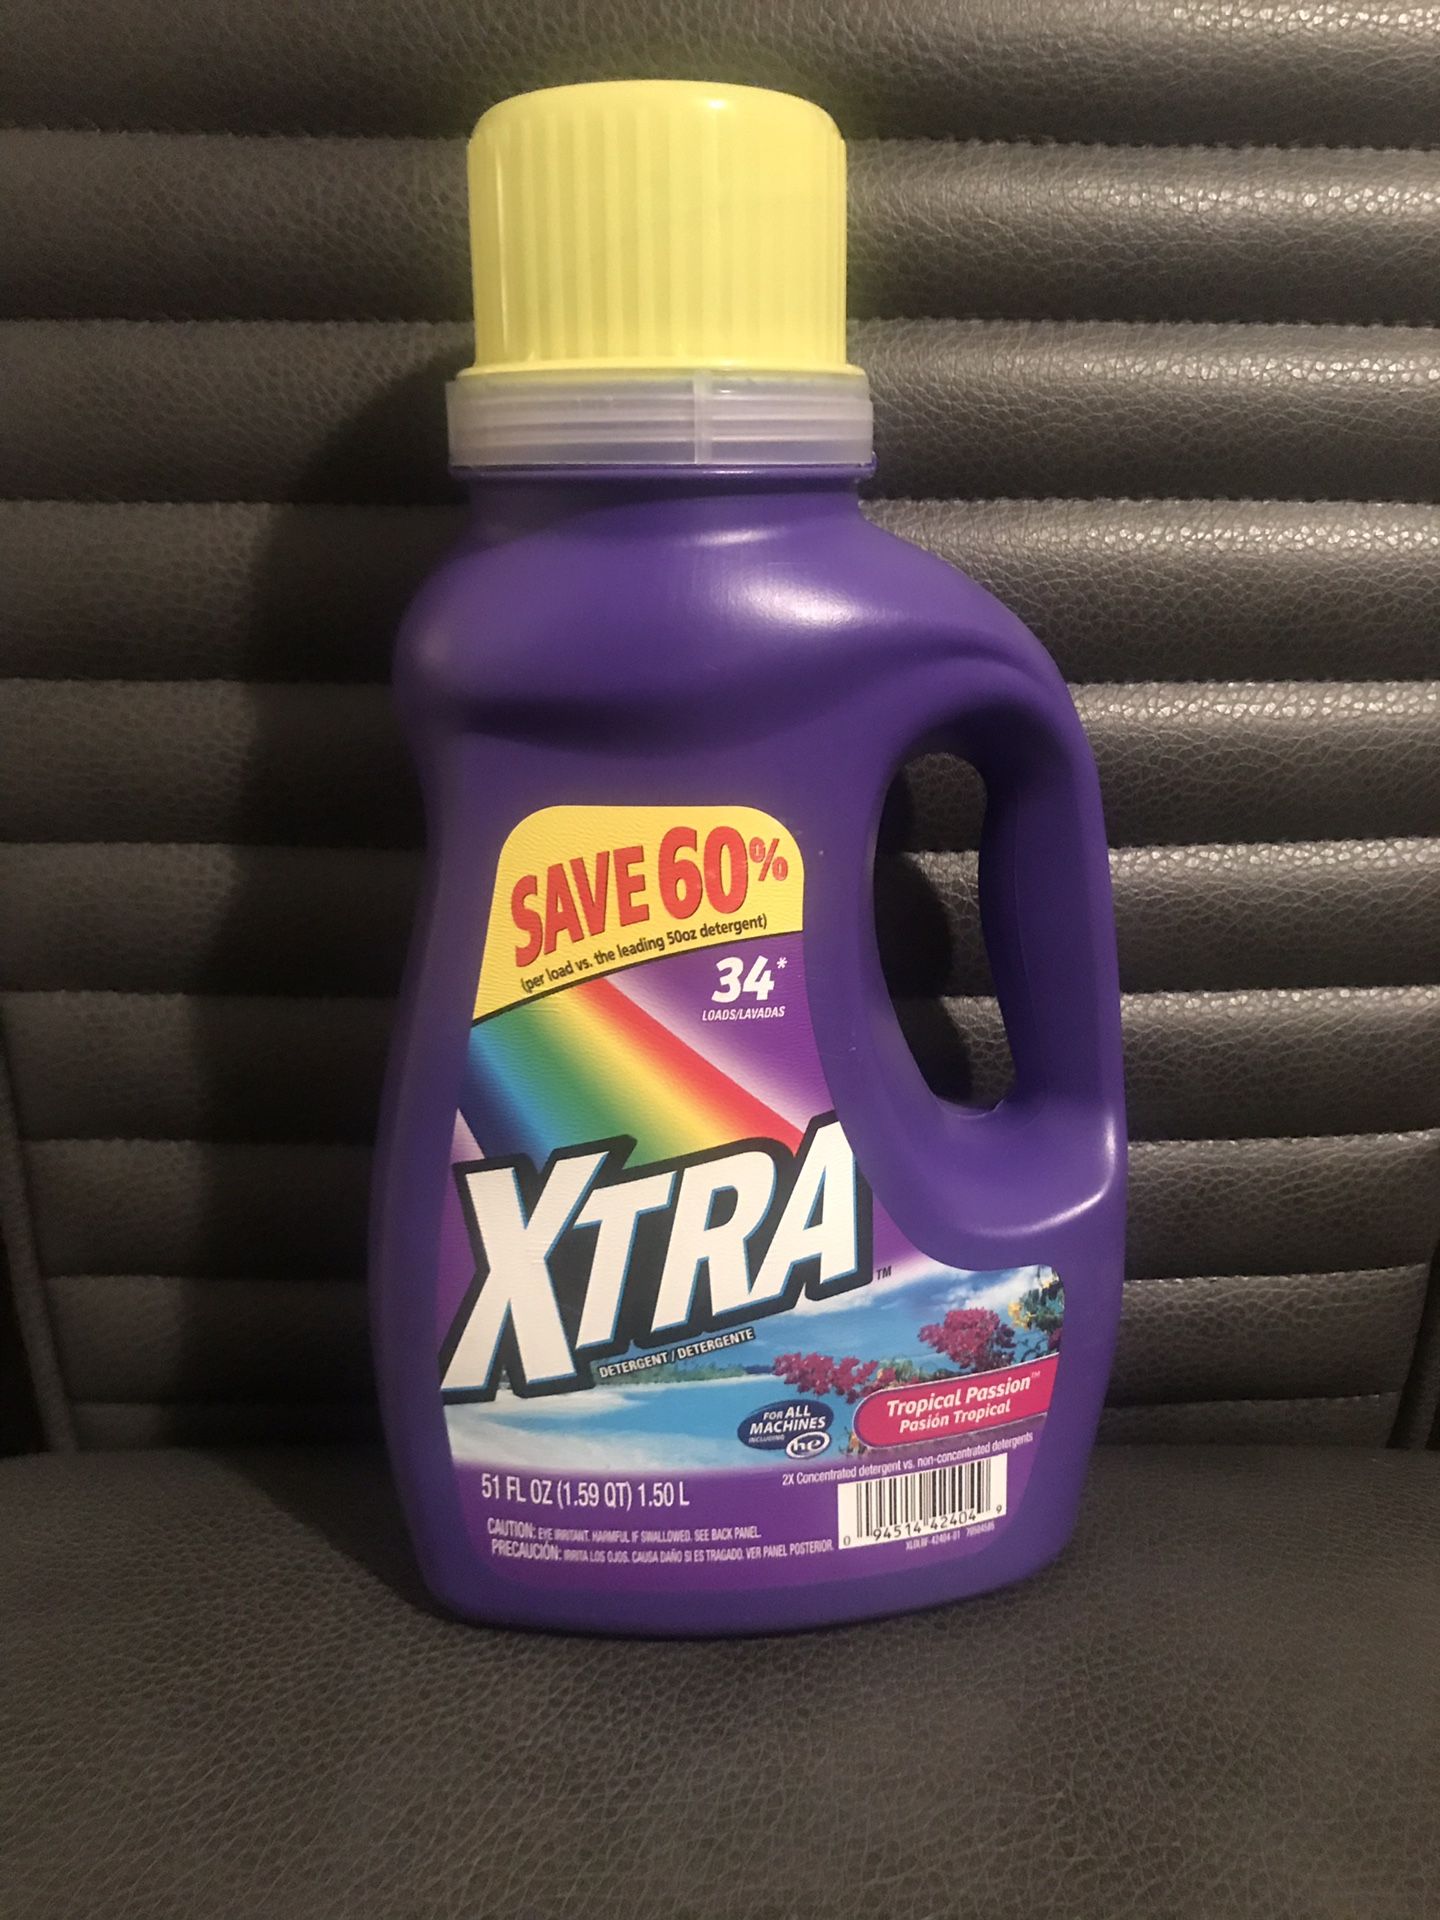 SAVE 60%
(per load vs. the leading 50oz detergent)
34*
LOADS/LAVADAS
XTRA™
DETERGENT / DETERGENTE
Tropical Passion™
Pasión Tropical
FOR ALL
MACHINES
INCLUDING he
2X Concentrated detergent vs. non-concentrated detergents
51 FL OZ (1.59 QT) 1.50 L
CAUTION: EYE IRRITANT. HARMFUL IF SWALLOWED. SEE BACK PANEL.
PRECAUCIÓN: IRRITA LOS OJOS. CAUSA DAÑO SI ES TRAGADO. VER PANEL POSTERIOR.
0 94514 42404 9